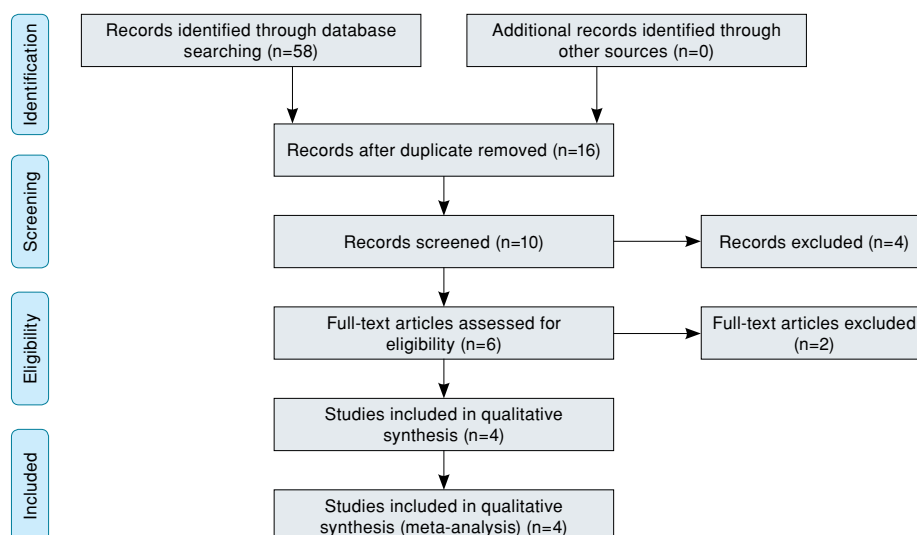 Identification
Records identified through database
searching (n=58)
Additional records identified through
other sources (n=0)
Records after duplicate removed (n=16)
Screening
Records screened (n=10)
Records excluded (n=4)
Eligibility
Full-text articles assessed for
eligibility (n=6)
Full-text articles excluded
(n=2)
Studies included in qualitative
synthesis (n=4)
Included
Studies included in qualitative
synthesis (meta-analysis) (n=4)